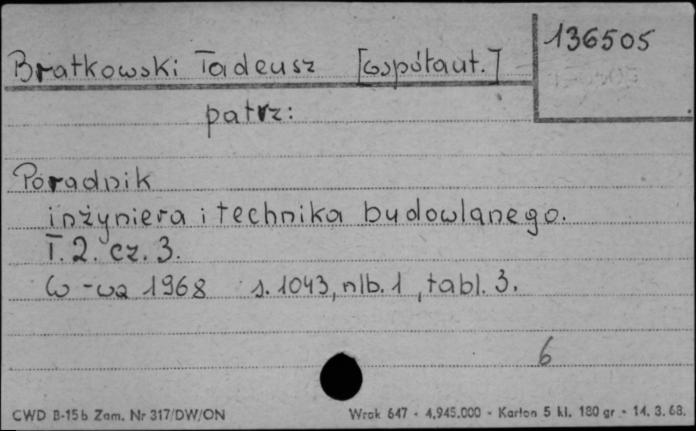 136505
Bratkowski Tadeusz [współaut.]
patrz:
Poradnik
inżyniera i technika budowlanego.
T. 2. cz. 3.
W-wa 1968 s. 1043, nlb. 1, tabl. 3.
6
CWD B-15b Zam. Nr 317/DW/ON
Wrak 647 - 4,945.000 - Karton 5 kl. 180 gr - 14. 3. 68.